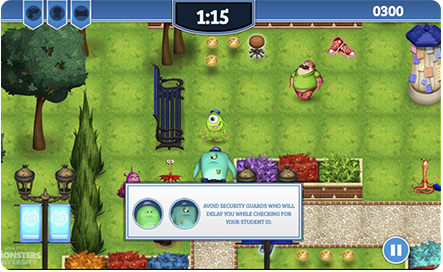 1:15
0300
AVOID SECURITY GUARDS WHO WILL
DELAY YOU WHILE CHECKING FOR
YOUR STUDENT ID.
MONSTERS
UNIVERSITY